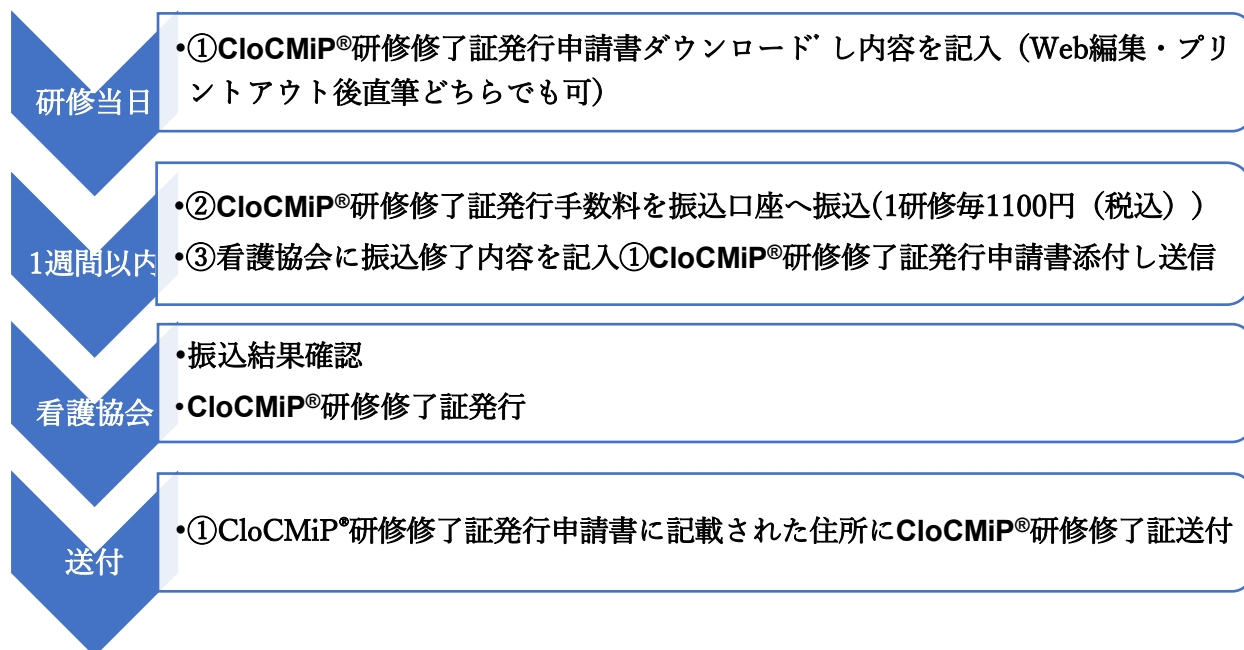 研修当日
•①CloCMiP®研修修了証発行申請書ダウンロード゙し内容を記入（Web編集・プリ
ントアウト後直筆どちらでも可）
1週間以内
•②CloCMiP®研修修了証発行手数料を振込口座へ振込(1研修毎1100円（税込）)
•③看護協会に振込修了内容を記入①CloCMiP®研修修了証発行申請書添付し送信
看護協会
•振込結果確認
•CloCMiP®研修修了証発行
送付
•①CloCMiP®研修修了証発行申請書に記載された住所にCloCMiP®研修修了証送付